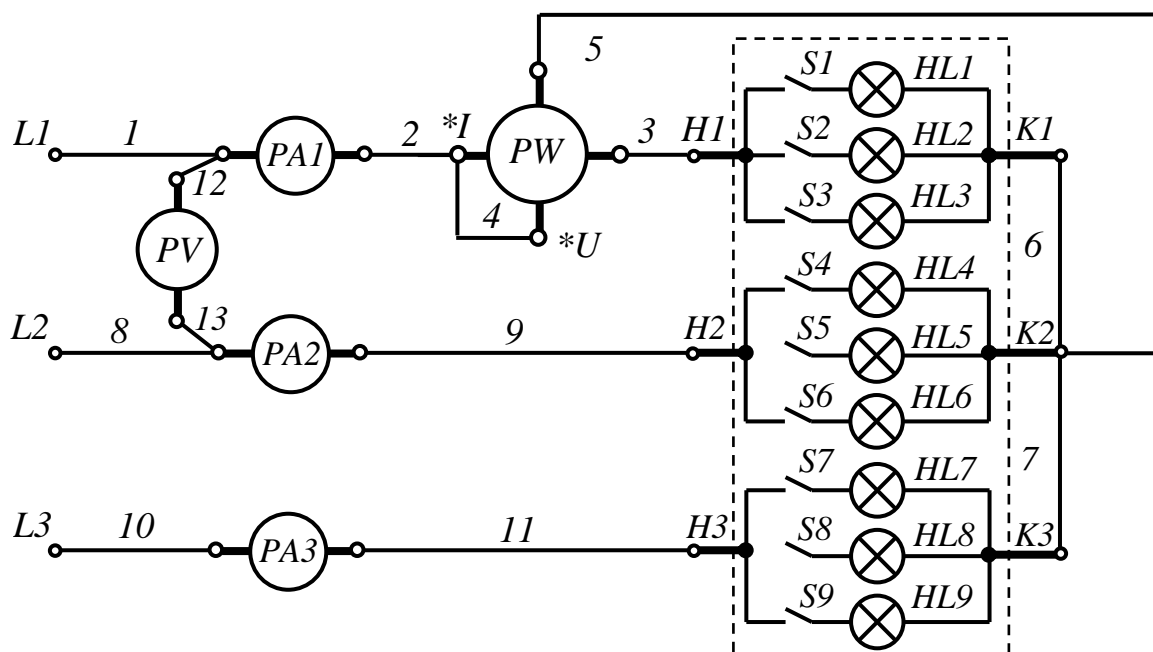 5
S1 HL1
L1 1 PA1 2 *I PW 3 H1 S2 HL2 K1
12 S3 HL3
4
PV *U 6
S4 HL4
13
L2 8 PA2 9 H2 S5 HL5 K2
S6 HL6
7
S7 HL7
L3 10 PA3 11 H3 S8 HL8 K3
S9 HL9